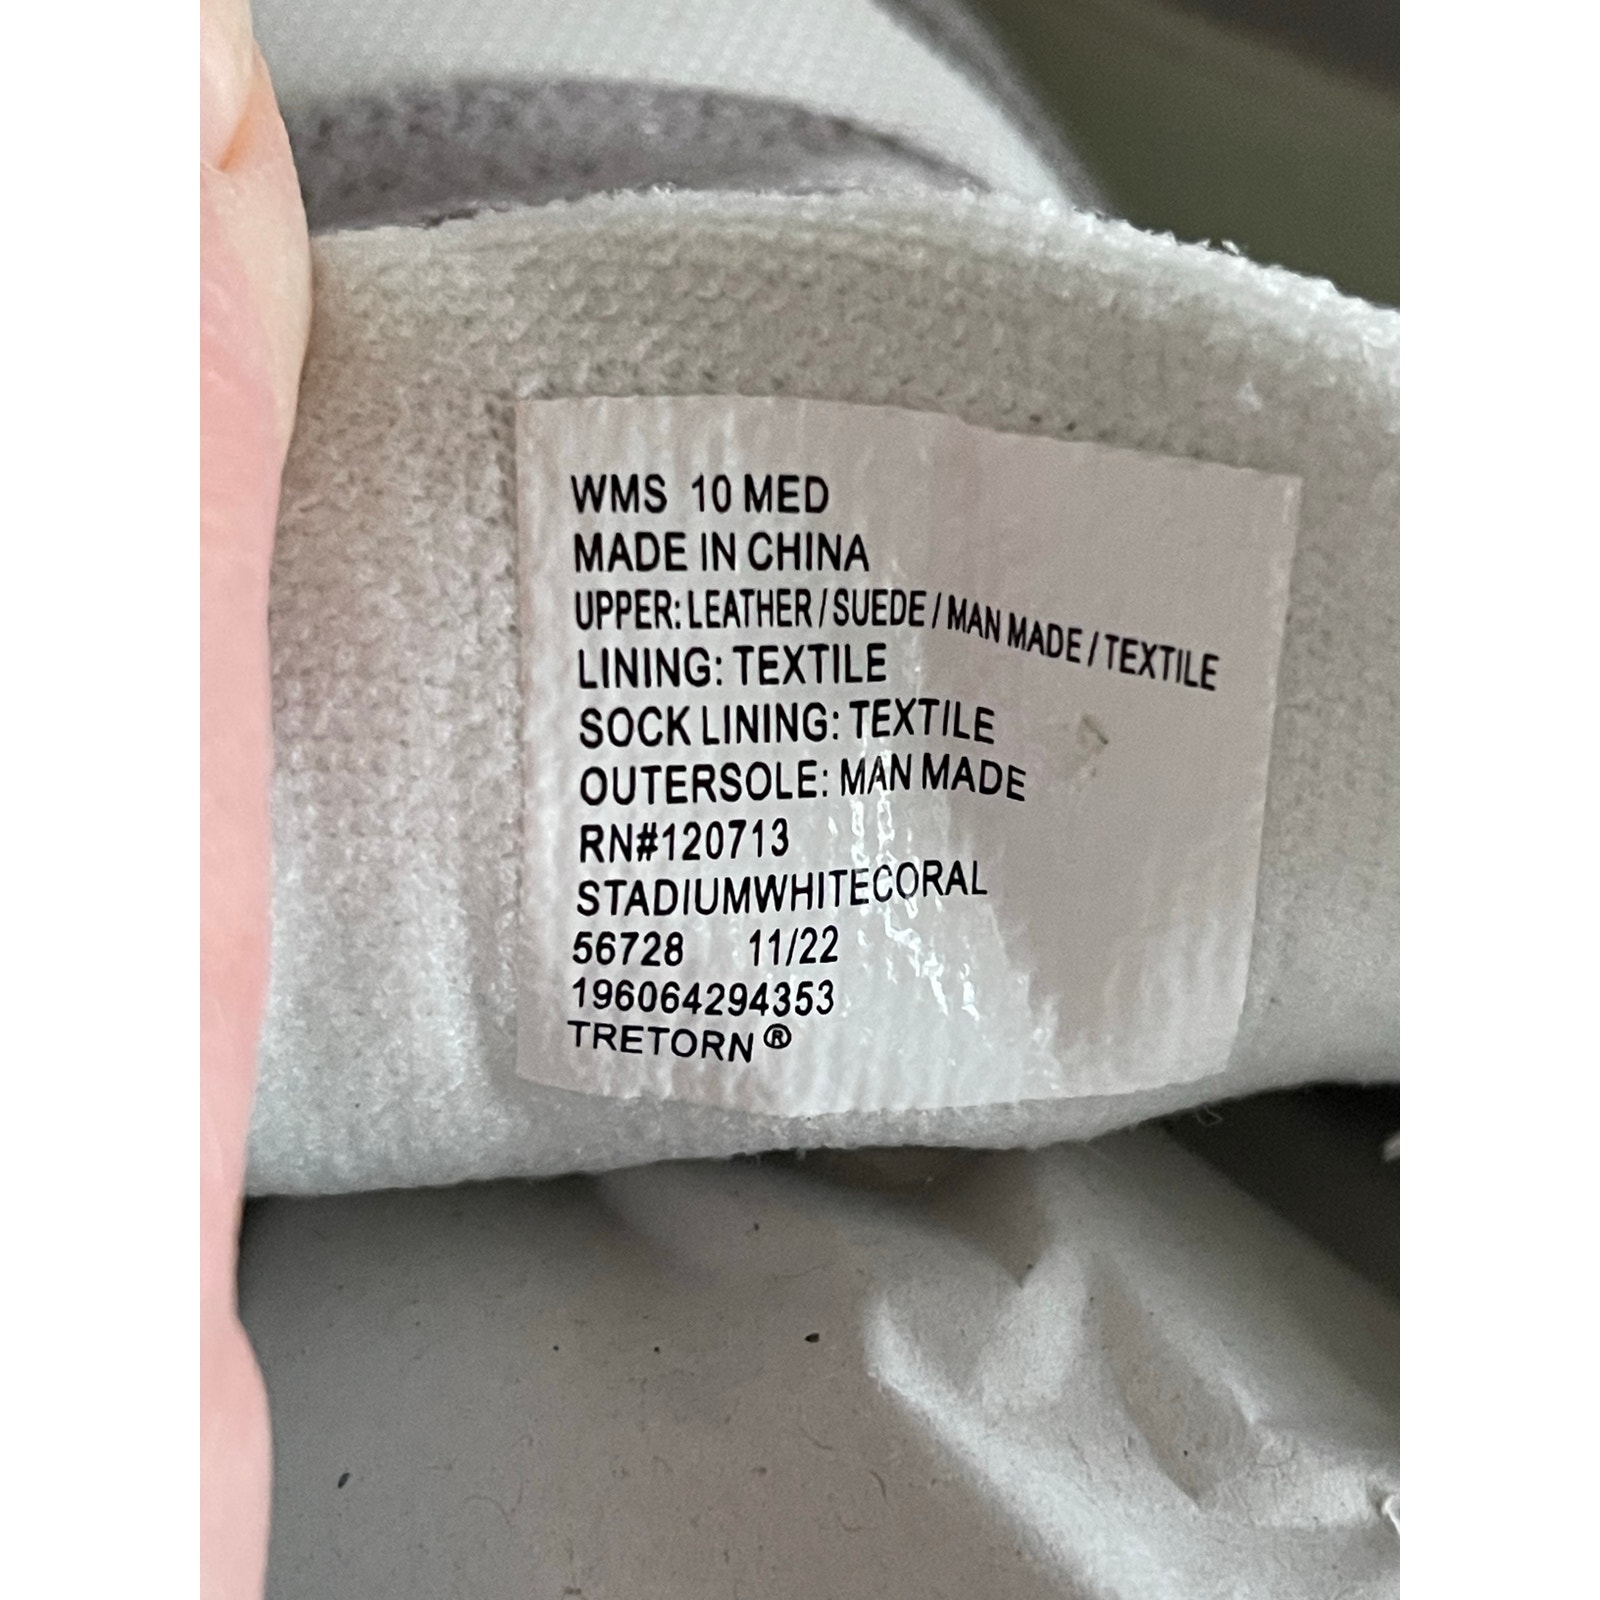 WMS 10 MED
MADE IN CHINA
UPPER: LEATHER / SUEDE / MAN MADE / TEXTILE
LINING: TEXTILE
SOCK LINING: TEXTILE
OUTERSOLE: MAN MADE
RN#120713
STADIUMWHITECORAL
56728 11/22
196064294353
TRETORN®